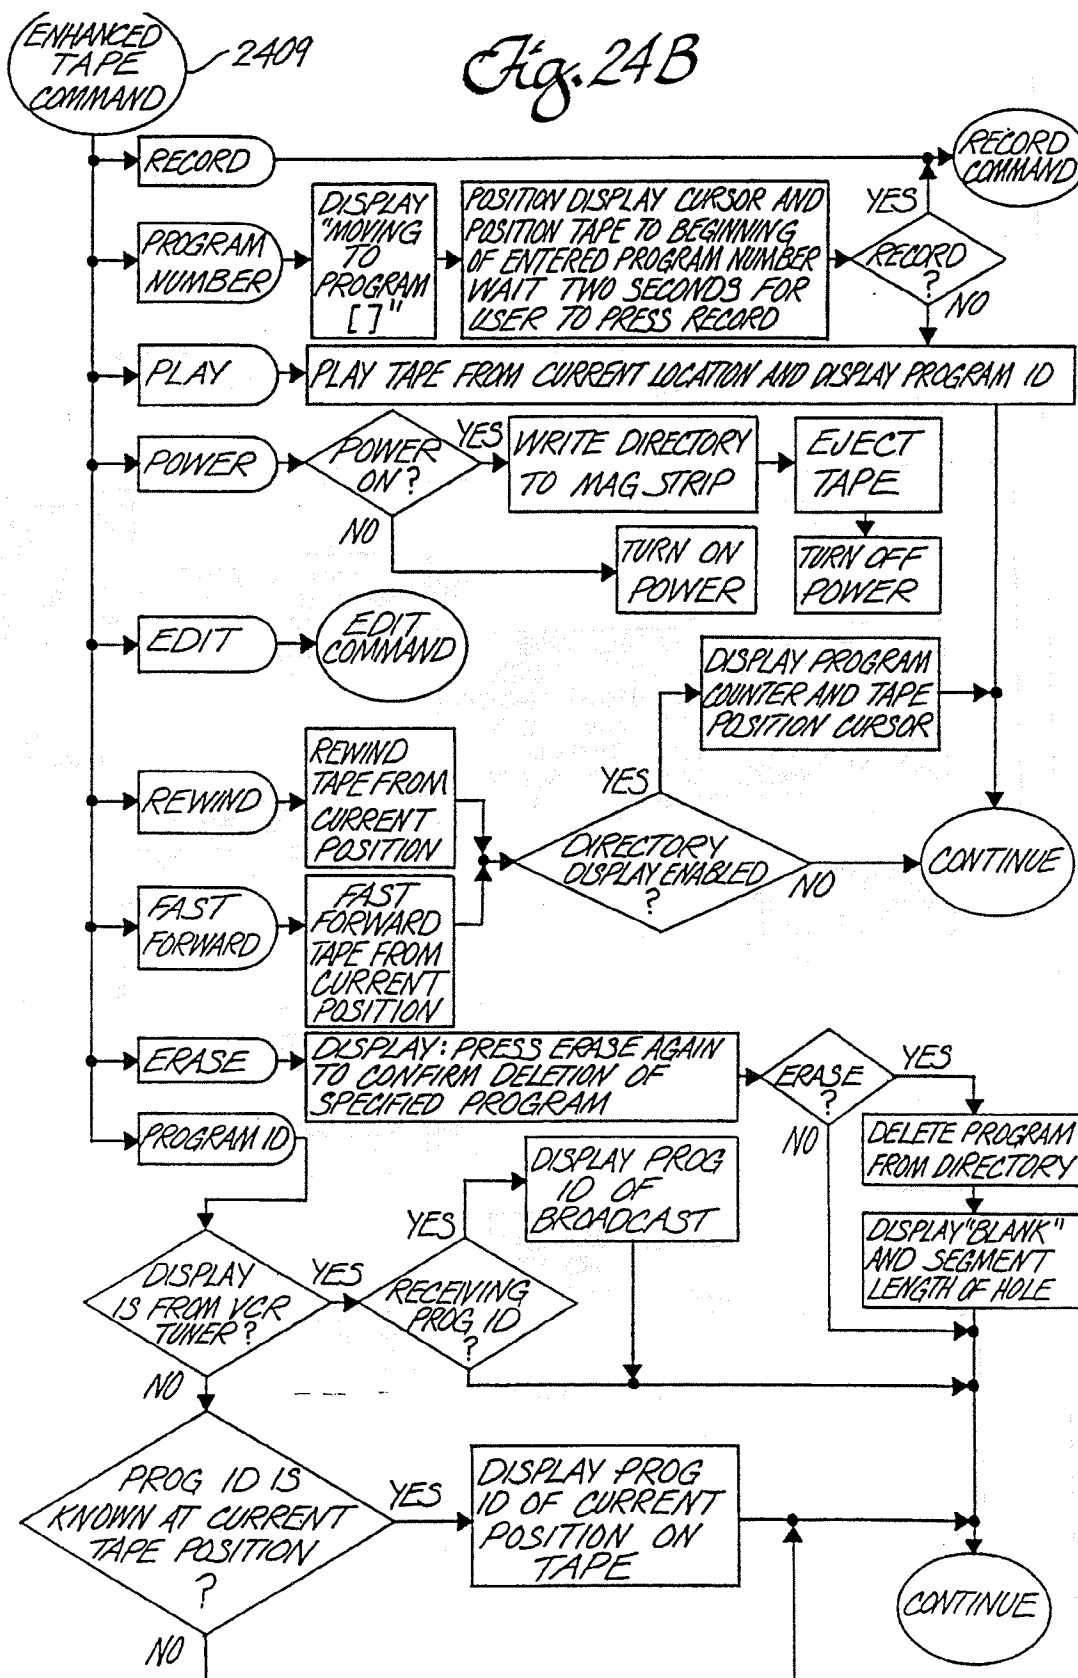 (ENHANCED
TAPE
COMMAND)
2409
Fig. 24B
RECORD
RECORD
COMMAND
YES
PROGRAM
NUMBER
DISPLAY
"MOVING
TO
PROGRAM
[ ]"
POSITION DISPLAY CURSOR AND
POSITION TAPE TO BEGINNING
OF ENTERED PROGRAM NUMBER
WAIT TWO SECONDS FOR
USER TO PRESS RECORD
RECORD
?
NO
PLAY
PLAY TAPE FROM CURRENT LOCATION AND DISPLAY PROGRAM ID
POWER
POWER
ON?
YES
WRITE DIRECTORY
TO MAG STRIP
EJECT
TAPE
NO
TURN ON
POWER
TURN OFF
POWER
EDIT
EDIT
COMMAND
DISPLAY PROGRAM
COUNTER AND TAPE
POSITION CURSOR
REWIND
REWIND
TAPE FROM
CURRENT
POSITION
YES
DIRECTORY
DISPLAY ENABLED
?
NO
CONTINUE
FAST
FORWARD
FAST
FORWARD
TAPE FROM
CURRENT
POSITION
ERASE
DISPLAY: PRESS ERASE AGAIN
TO CONFIRM DELETION OF
SPECIFIED PROGRAM
ERASE
?
YES
NO
DELETE PROGRAM
FROM DIRECTORY
DISPLAY "BLANK"
AND SEGMENT
LENGTH OF HOLE
PROGRAM ID
DISPLAY PROG
ID OF
BROADCAST
YES
DISPLAY
IS FROM VCR
TUNER?
YES
RECEIVING
PROG ID
?
NO
PROG ID IS
KNOWN AT CURRENT
TAPE POSITION
?
YES
DISPLAY PROG
ID OF CURRENT
POSITION ON
TAPE
CONTINUE
NO